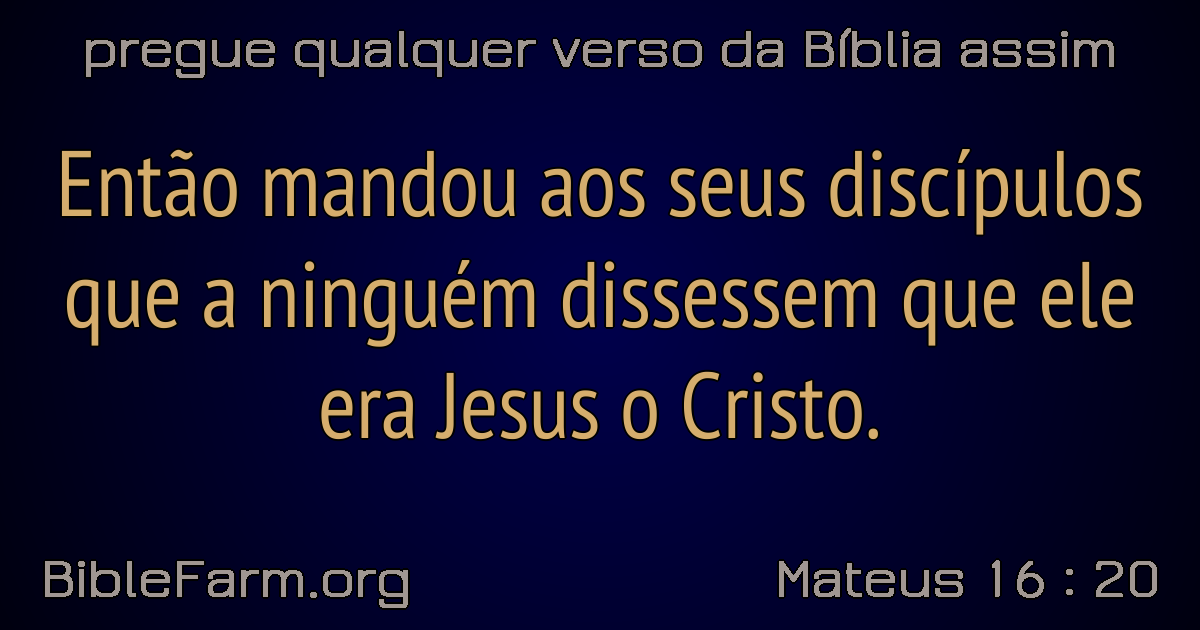 pregue qualquer verso da Bíblia assim
Então mandou aos seus discípulos
que a ninguém dissessem que ele
era Jesus o Cristo.
BibleFarm.org
Mateus 16 : 20